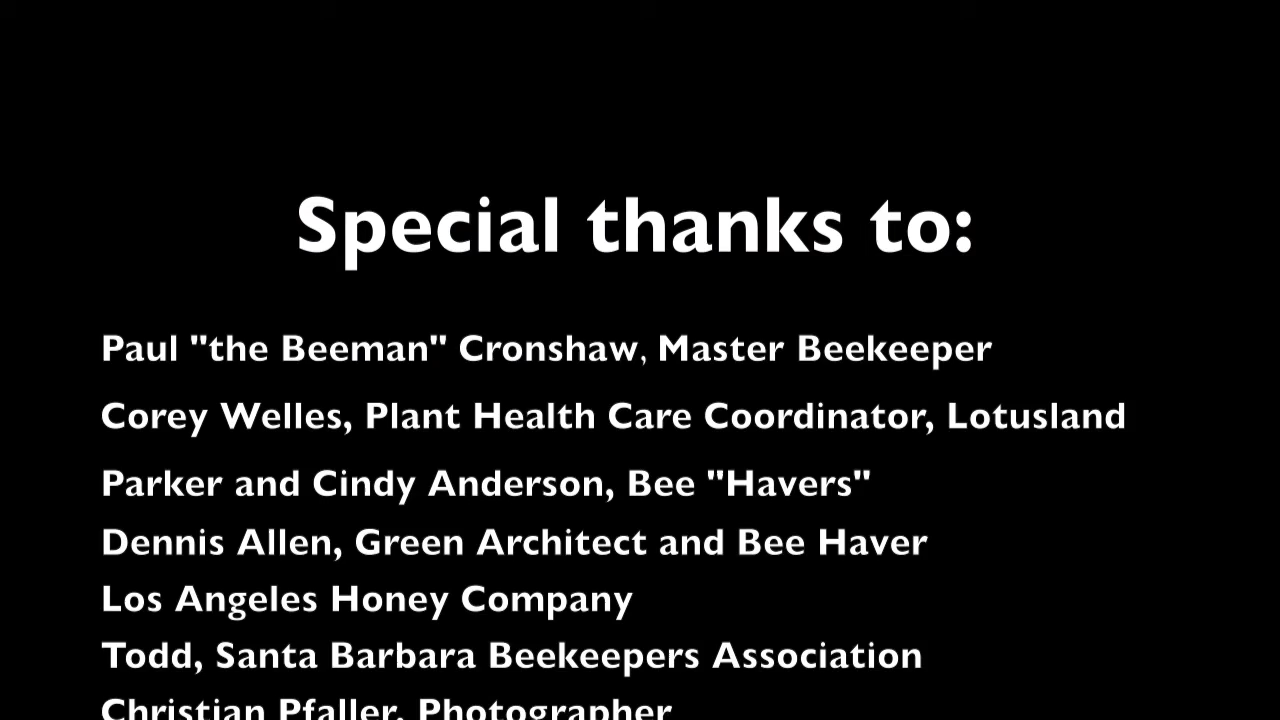 Special thanks to:
Paul "the Beeman" Cronshaw, Master Beekeeper
Corey Welles, Plant Health Care Coordinator, Lotusland
Parker and Cindy Anderson, Bee "Havers"
Dennis Allen, Green Architect and Bee Haver
Los Angeles Honey Company
Todd, Santa Barbara Beekeepers Association
Christian Pfaller, Photographer